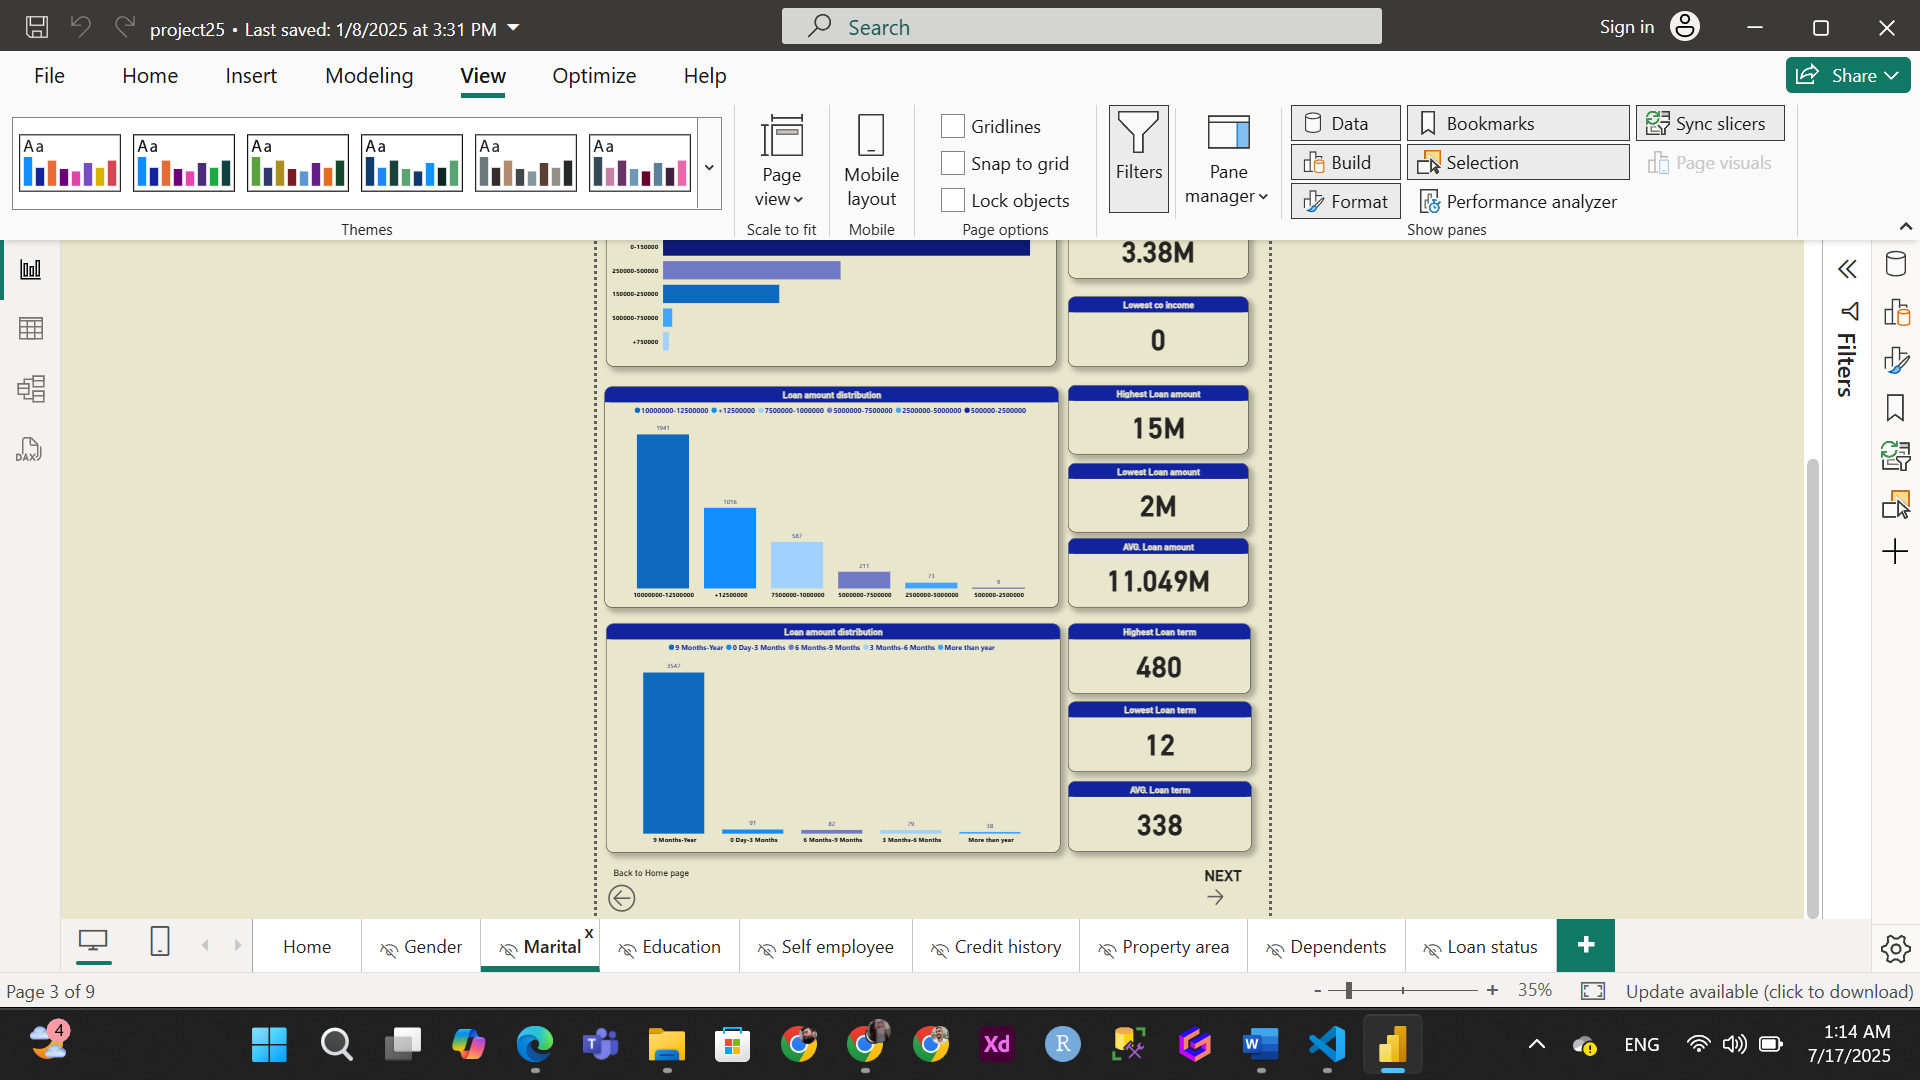 project25 • Last saved: 1/8/2025 at 3:31 PM
Search
Sign in
File Home Insert Modeling View Optimize Help
Share
Aa Aa Aa Aa Aa Aa
Themes
Page view
Scale to fit
Mobile layout
Mobile
Gridlines
Snap to grid
Lock objects
Page options
Filters
Pane manager
Data
Build
Format
Bookmarks
Selection
Performance analyzer
Sync slicers
Page visuals
Show panes
DAX
0-150000
250000-500000
150000-250000
500000-750000
+750000
3.38M
Lowest co income
0
Loan amount distribution
10000000-12500000 +12500000 7500000-1000000 5000000-7500000 2500000-5000000 500000-2500000
1941
1016
587
211
73
9
10000000-12500000 +12500000 7500000-1000000 5000000-7500000 2500000-5000000 500000-2500000
Highest Loan amount
15M
Lowest Loan amount
2M
AVG. Loan amount
11.049M
Loan amount distribution
9 Months-Year 0 Day-3 Months 6 Months-9 Months 3 Months-6 Months More than year
3547
91
82
79
38
9 Months-Year 0 Day-3 Months 6 Months-9 Months 3 Months-6 Months More than year
Highest Loan term
480
Lowest Loan term
12
AVG. Loan term
338
Back to Home page
NEXT
Filters
Home Gender Marital x Education Self employee Credit history Property area Dependents Loan status +
Page 3 of 9
- + 35%
Update available (click to download)
4
Xd
R
ENG
1:14 AM
7/17/2025